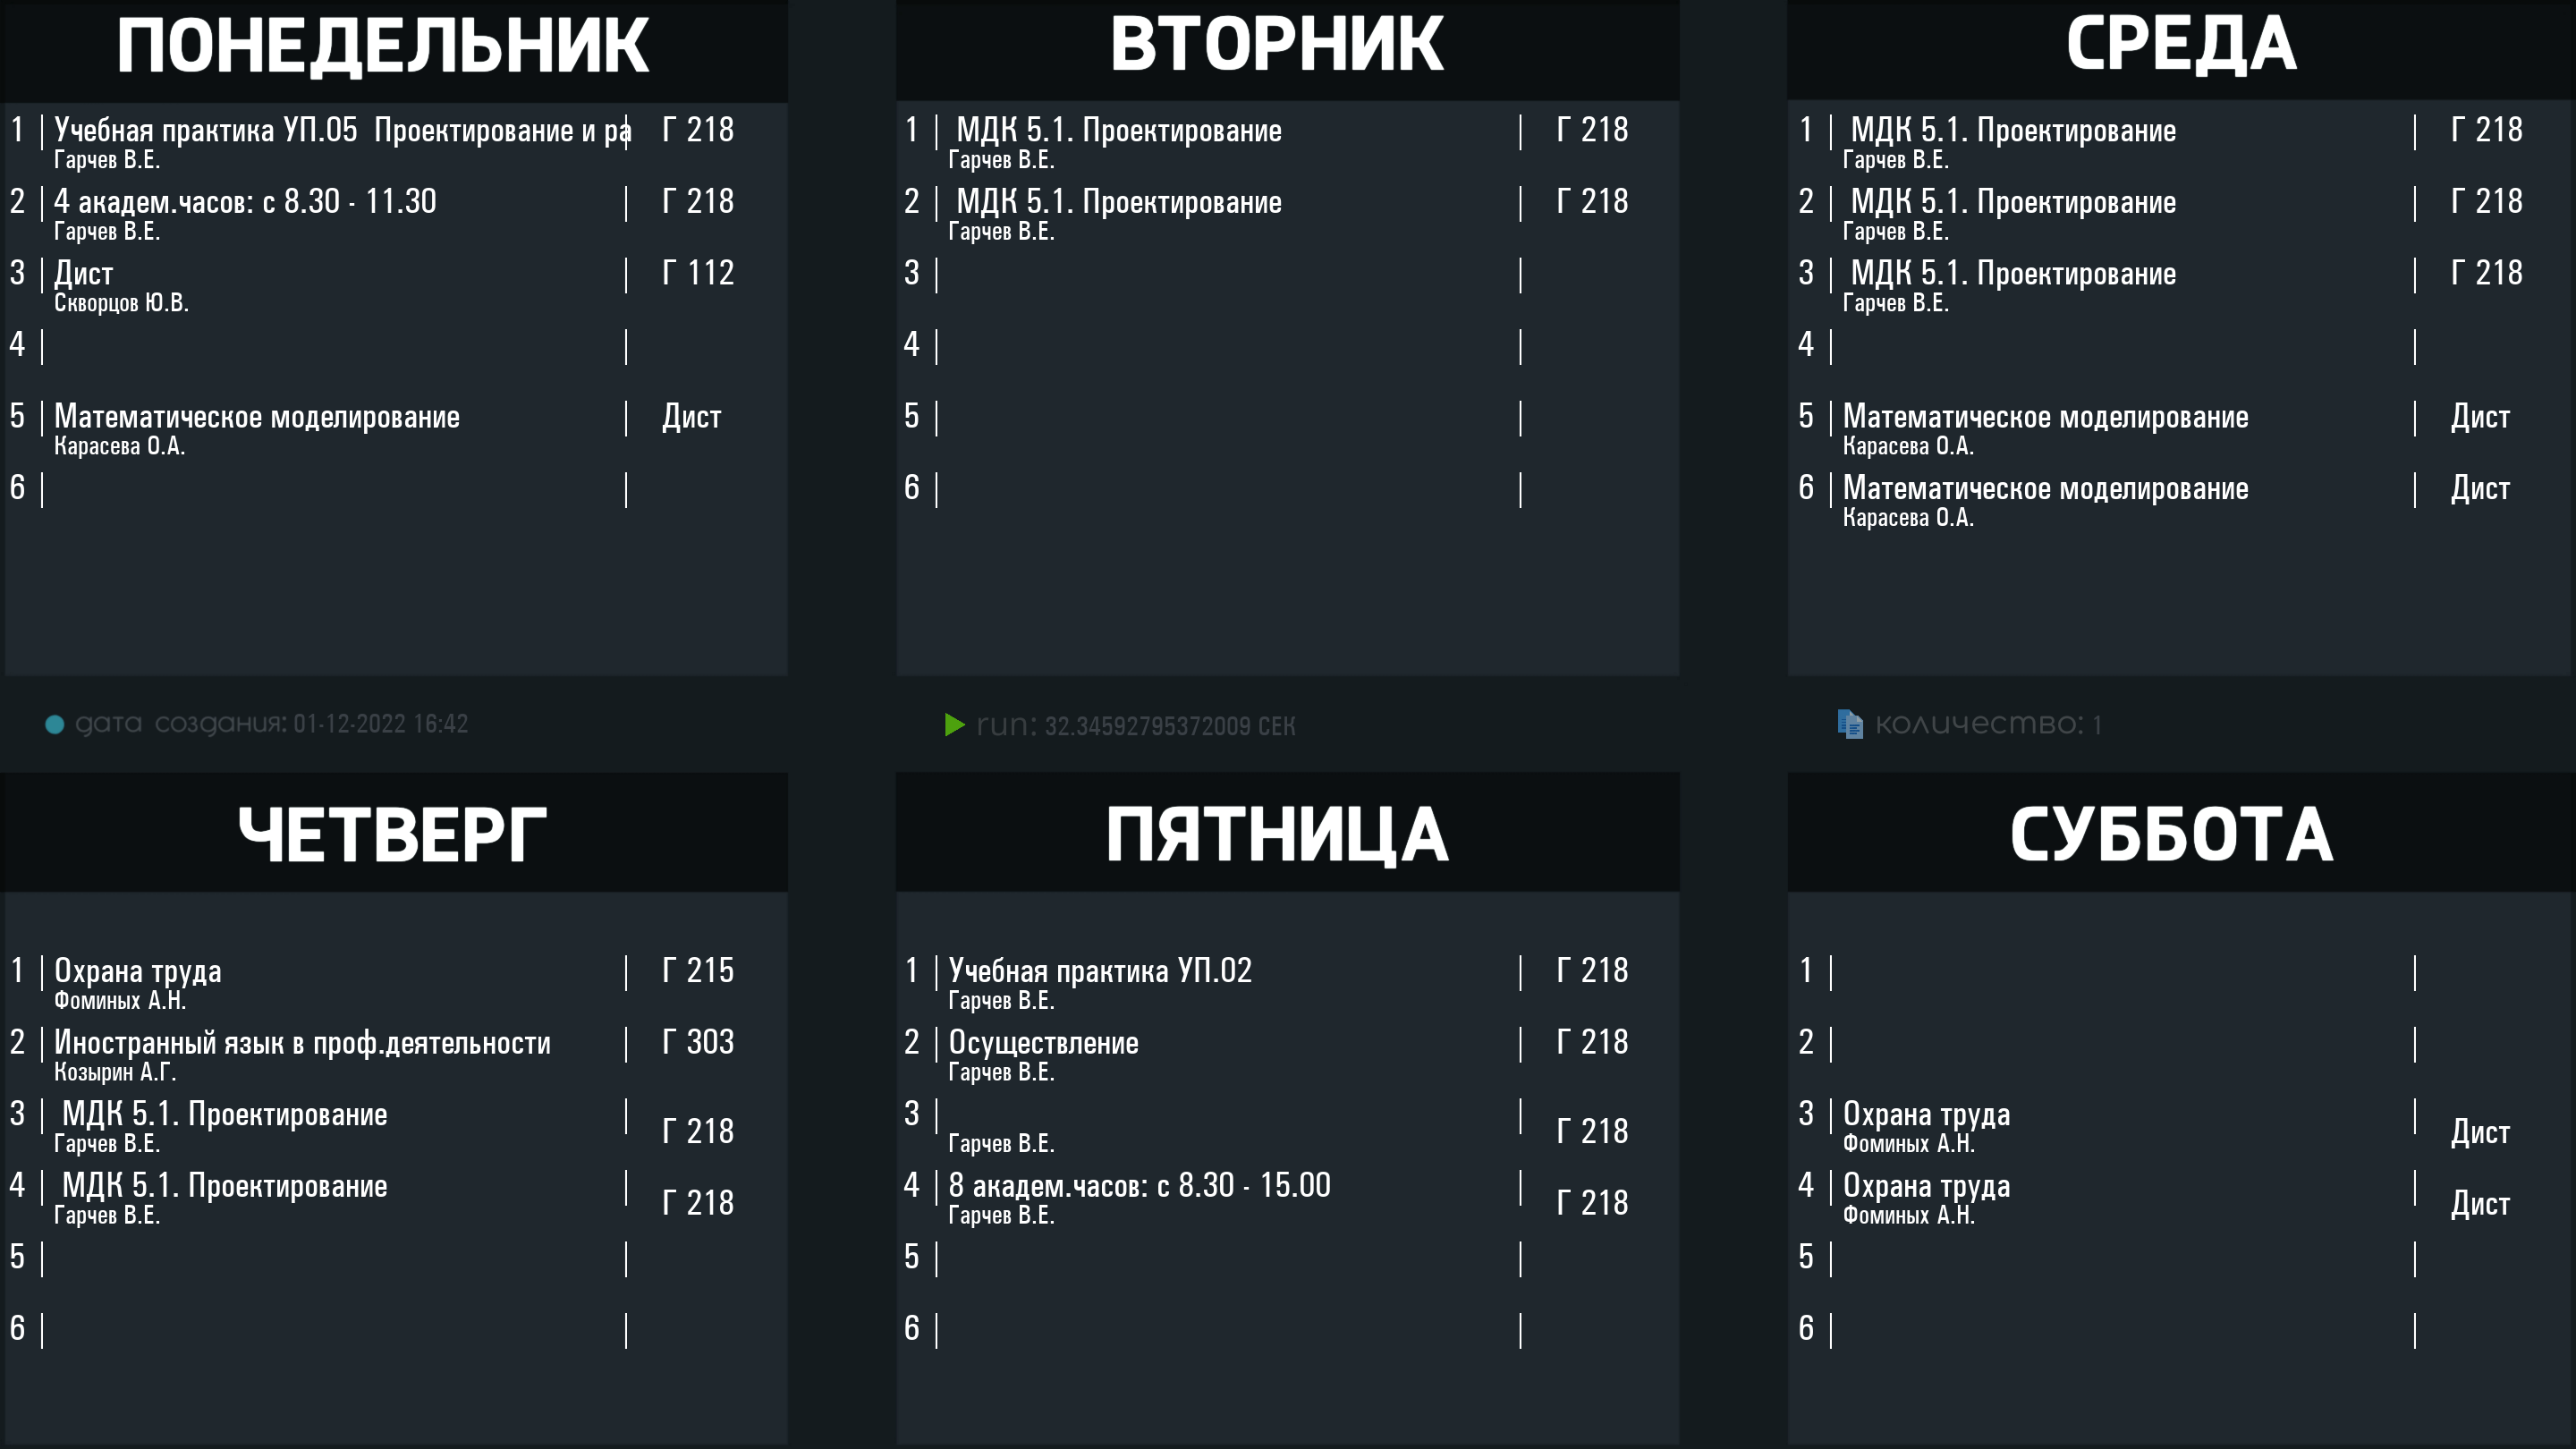 ПОНЕДЕЛЬНИК
1 Учебная практика УП.05 Проектирование и ра Г 218
Гарчев В.Е.
2 4 академ.часов: с 8.30 - 11.30 Г 218
Гарчев В.Е.
3 Дист Г 112
Скворцов Ю.В.
4
5 Математическое моделирование Дист
Карасева О.А.
6
ВТОРНИК
1 МДК 5.1. Проектирование Г 218
Гарчев В.Е.
2 МДК 5.1. Проектирование Г 218
Гарчев В.Е.
3
4
5
6
СРЕДА
1 МДК 5.1. Проектирование Г 218
Гарчев В.Е.
2 МДК 5.1. Проектирование Г 218
Гарчев В.Е.
3 МДК 5.1. Проектирование Г 218
Гарчев В.Е.
4
5 Математическое моделирование Дист
Карасева О.А.
6 Математическое моделирование Дист
Карасева О.А.
дата создания: 01-12-2022 16:42
run: 32.34592795372009 СЕК
количество: 1
ЧЕТВЕРГ
1 Охрана труда Г 215
Фоминых А.Н.
2 Иностранный язык в проф.деятельности Г 303
Козырин А.Г.
3 МДК 5.1. Проектирование Г 218
Гарчев В.Е.
4 МДК 5.1. Проектирование Г 218
Гарчев В.Е.
5
6
ПЯТНИЦА
1 Учебная практика УП.02 Г 218
Гарчев В.Е.
2 Осуществление Г 218
Гарчев В.Е.
3 Г 218
Гарчев В.Е.
4 8 академ.часов: с 8.30 - 15.00 Г 218
Гарчев В.Е.
5
6
СУББОТА
1
2
3 Охрана труда Дист
Фоминых А.Н.
4 Охрана труда Дист
Фоминых А.Н.
5
6